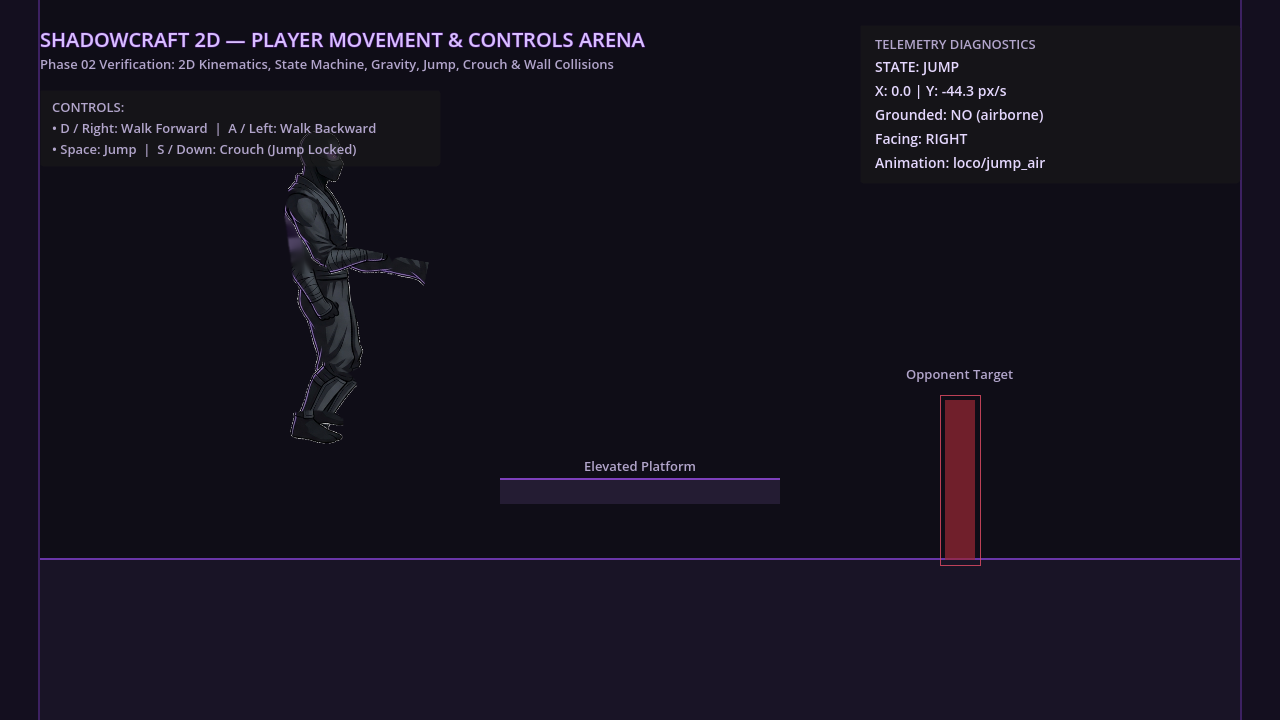 SHADOWCRAFT 2D — PLAYER MOVEMENT & CONTROLS ARENA
Phase 02 Verification: 2D Kinematics, State Machine, Gravity, Jump, Crouch & Wall Collisions
CONTROLS:
• D / Right: Walk Forward | A / Left: Walk Backward
• Space: Jump | S / Down: Crouch (Jump Locked)
TELEMETRY DIAGNOSTICS
STATE: JUMP
X: 0.0 | Y: -44.3 px/s
Grounded: NO (airborne)
Facing: RIGHT
Animation: loco/jump_air
Opponent Target
Elevated Platform